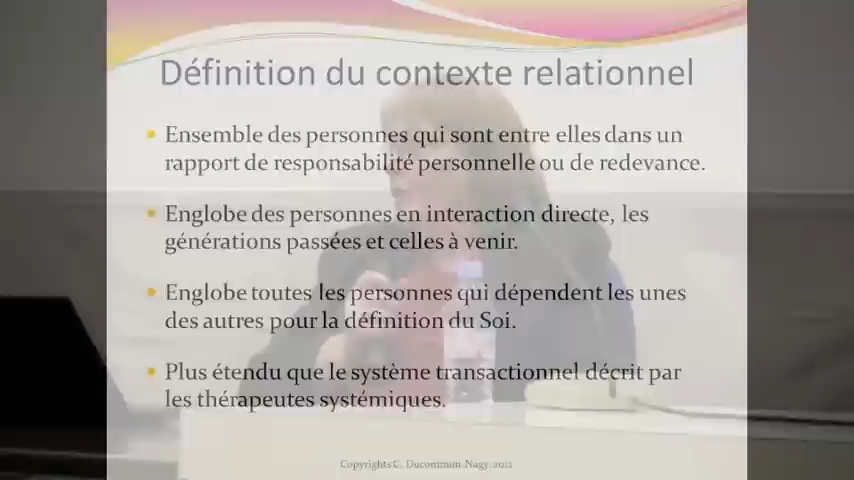 Définition du contexte relationnel
Ensemble des personnes qui sont entre elles dans un
rapport de responsabilité personnelle ou de redevance.
Englobe des personnes en interaction directe, les
générations passées et celles à venir.
Englobe toutes les personnes qui dépendent les unes
des autres pour la définition du Soi.
Plus étendu que le système transactionnel décrit par
les thérapeutes systémiques.
Copyrights C. Ducommun-Nagy, 2012